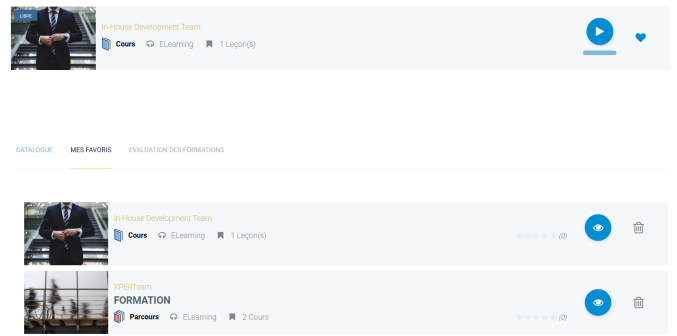 LIBRE
In-House Development Team
Cours ELearning 1 Leçon(s)
CATALOGUE MES FAVORIS EVALUATION DES FORMATIONS
In-House Development Team
Cours ELearning 1 Leçon(s)
(0)
XPERTeam
FORMATION
Parcours ELearning 2 Cours
(0)